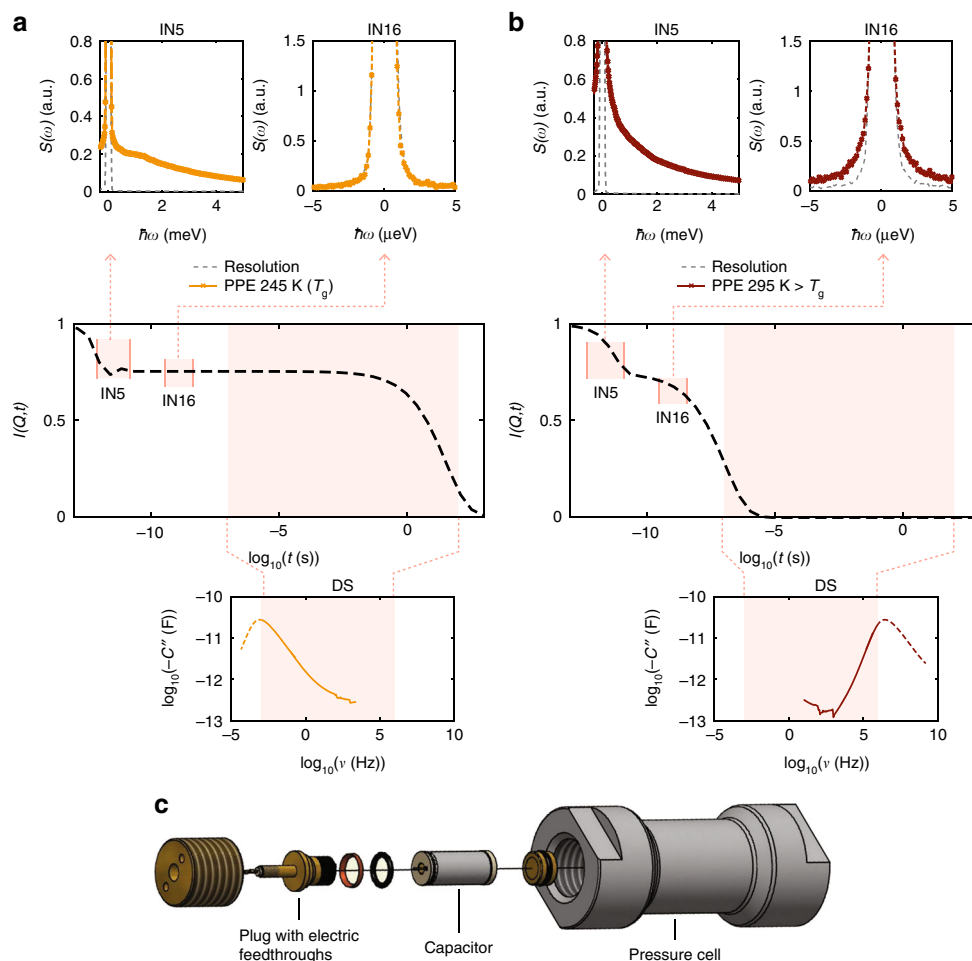 a
IN5
IN16
b
IN5
IN16
0.8
0.6
0.4
0.2
0
S(ω) (a.u.)
0 2 4
ħω (meV)
1.5
1
0.5
0
S(ω) (a.u.)
−5 0 5
ħω (μeV)
0.8
0.6
0.4
0.2
0
S(ω) (a.u.)
0 2 4
ħω (meV)
1.5
1
0.5
0
S(ω) (a.u.)
−5 0 5
ħω (μeV)
Resolution
PPE 245 K (Tg)
Resolution
PPE 295 K > Tg
1
0.5
0
I(Q,t)
IN5
IN16
−10 −5 0
log10(t (s))
1
0.5
0
I(Q,t)
IN5
IN16
−10 −5 0
log10(t (s))
DS
−10
−11
−12
−13
log10(−C″ (F))
−5 0 5 10
log10(ν (Hz))
DS
−10
−11
−12
−13
log10(−C″ (F))
−5 0 5 10
log10(ν (Hz))
c
Plug with electric
feedthroughs
Capacitor
Pressure cell